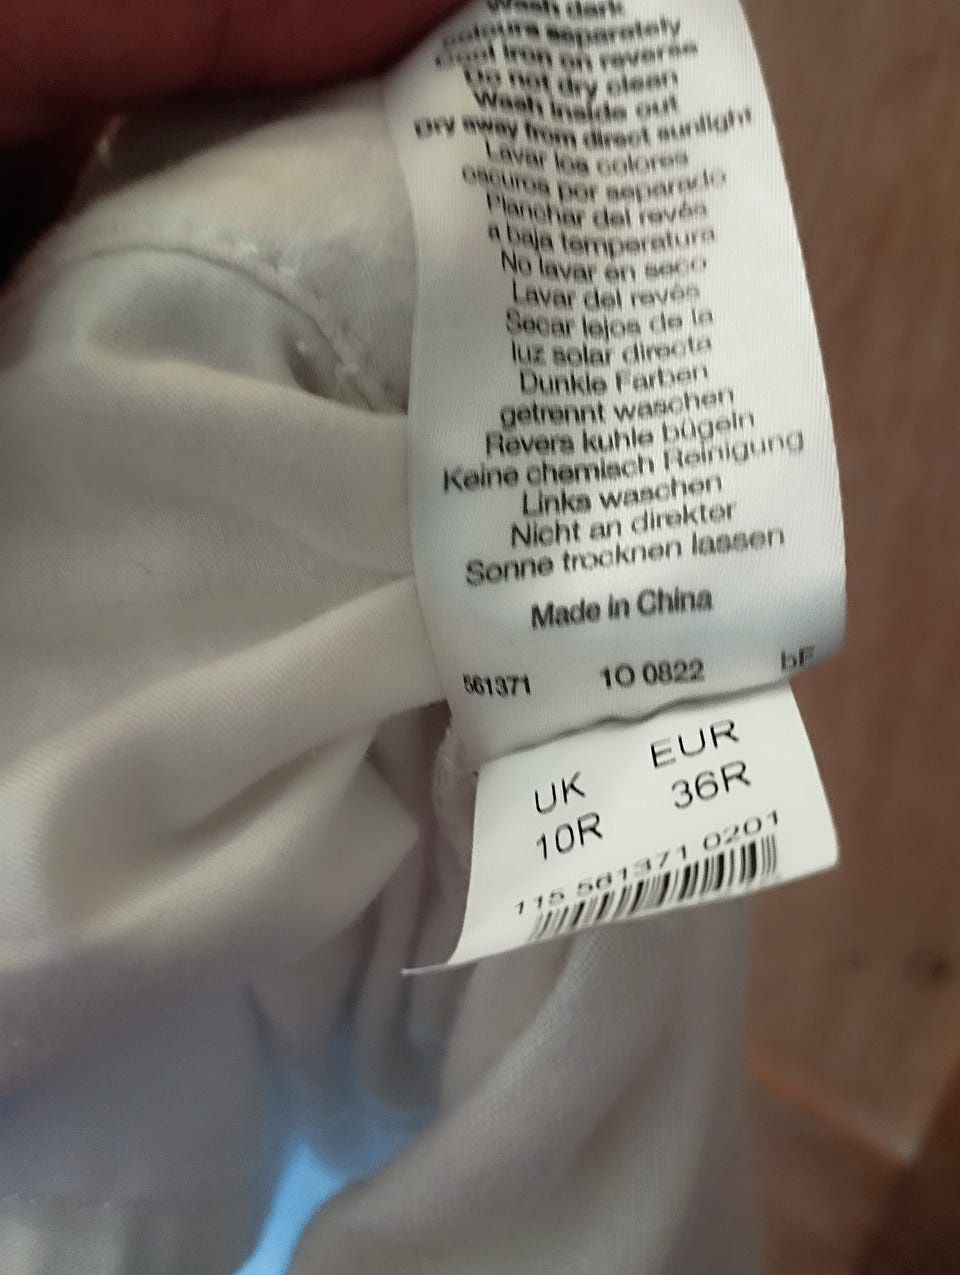 Wash dark
colours separately
Cool iron on reverse
Do not dry clean
Wash inside out
Dry away from direct sunlight
Lavar los colores
oscuros por separado
Planchar del revés
a baja temperatura
No lavar en seco
Lavar del revés
Secar lejos de la
luz solar directa
Dunkle Farben
getrennt waschen
Revers kuhle bügeln
Keine chemisch Reinigung
Links waschen
Nicht an direkter
Sonne trocknen lassen
Made in China
561371 10 0822 bF
UK EUR
10R 36R
115 561371 0201